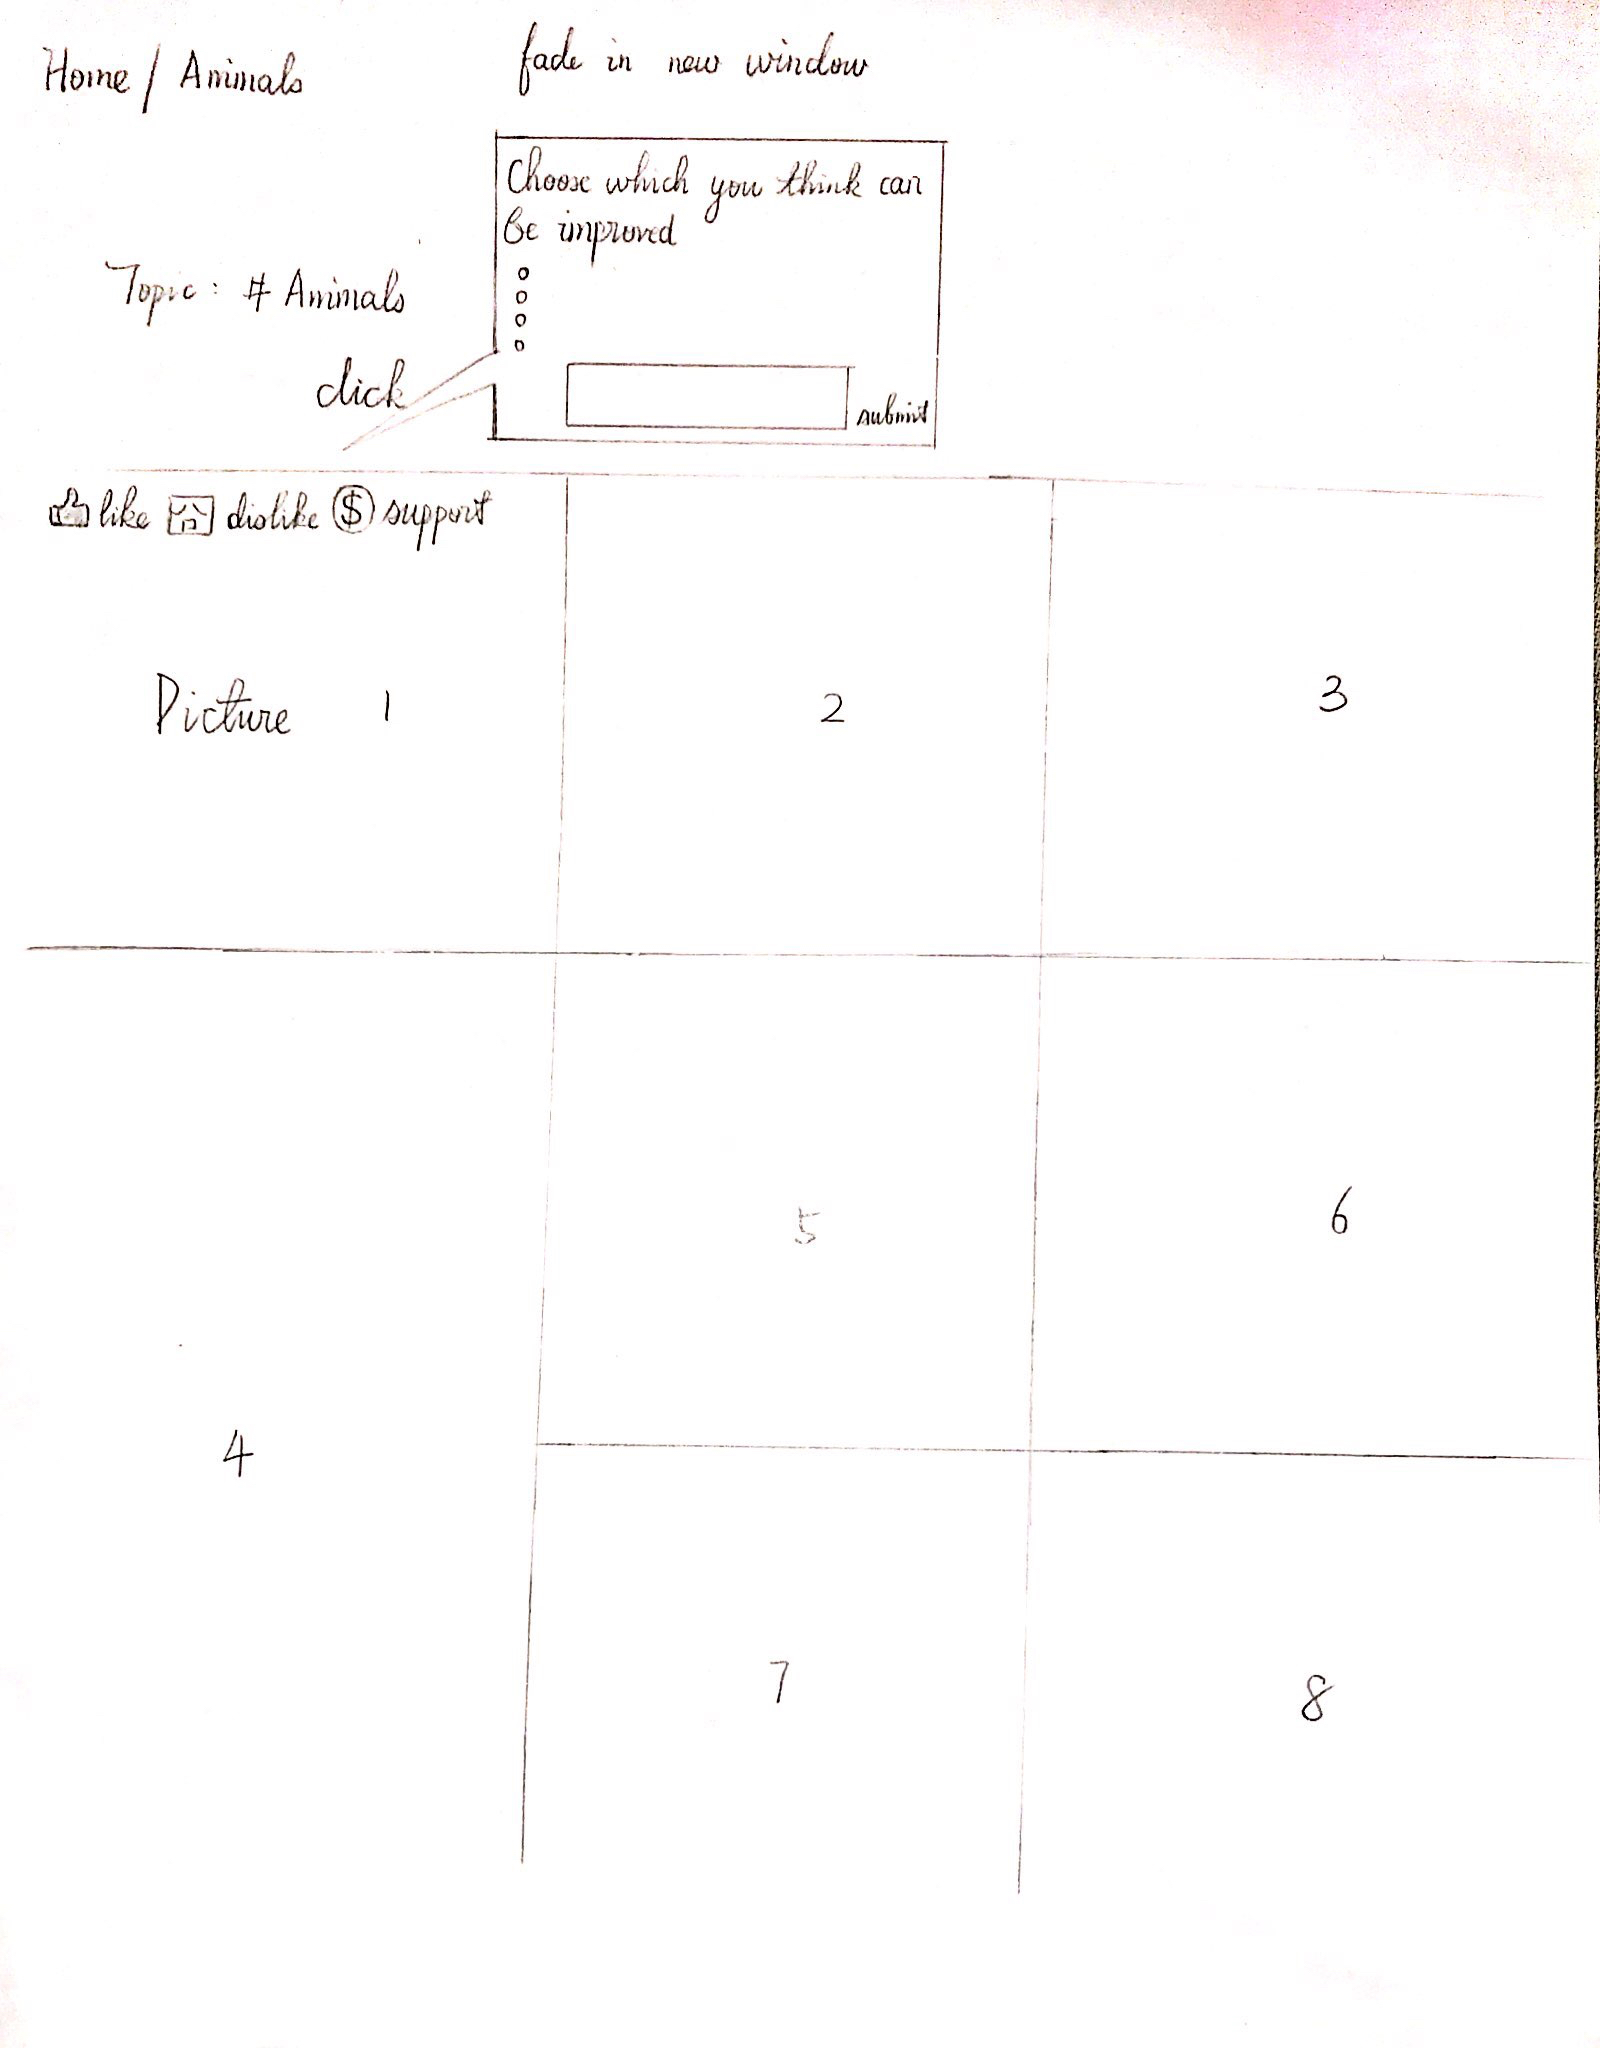 Home / Animals
fade in new window
Choose which you think can
be improved
Topic: # Animals
click
submit
like dislike $ support
Picture 1
2
3
4
5
6
7
8